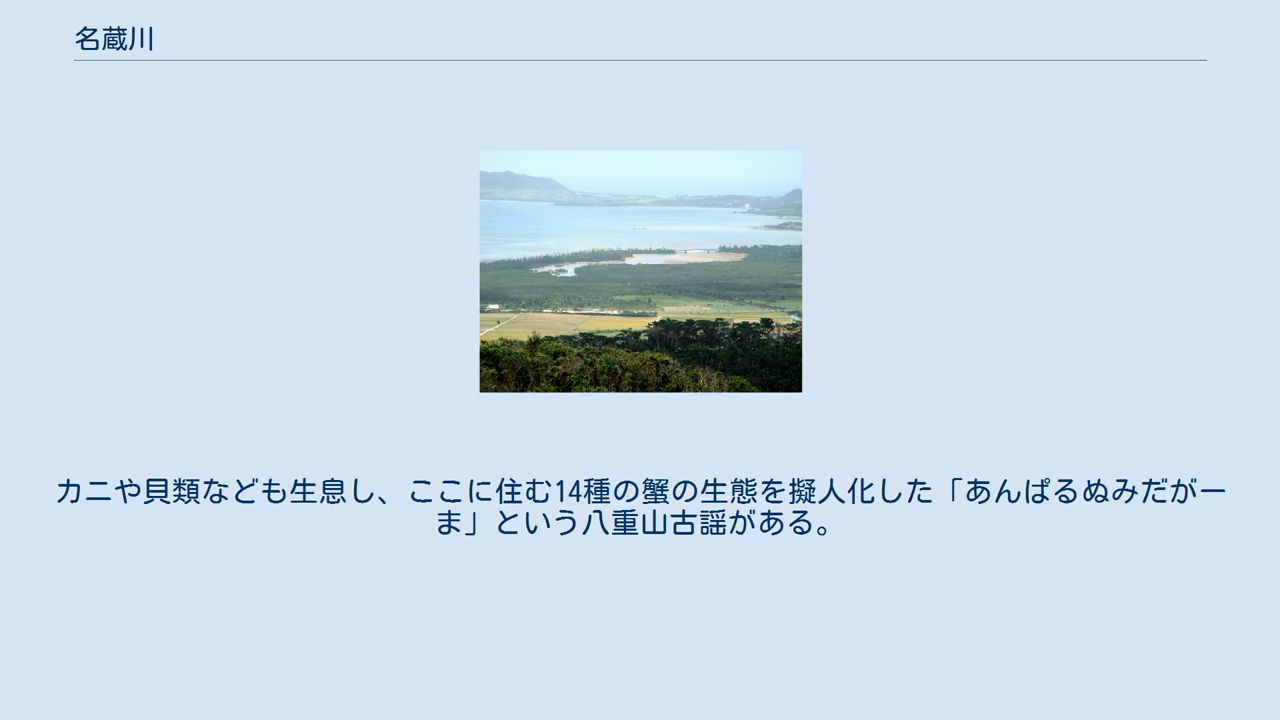 名蔵川
カニや貝類なども生息し、ここに住む14種の蟹の生態を擬人化した「あんぱるぬみだがー
ま」という八重山古謡がある。